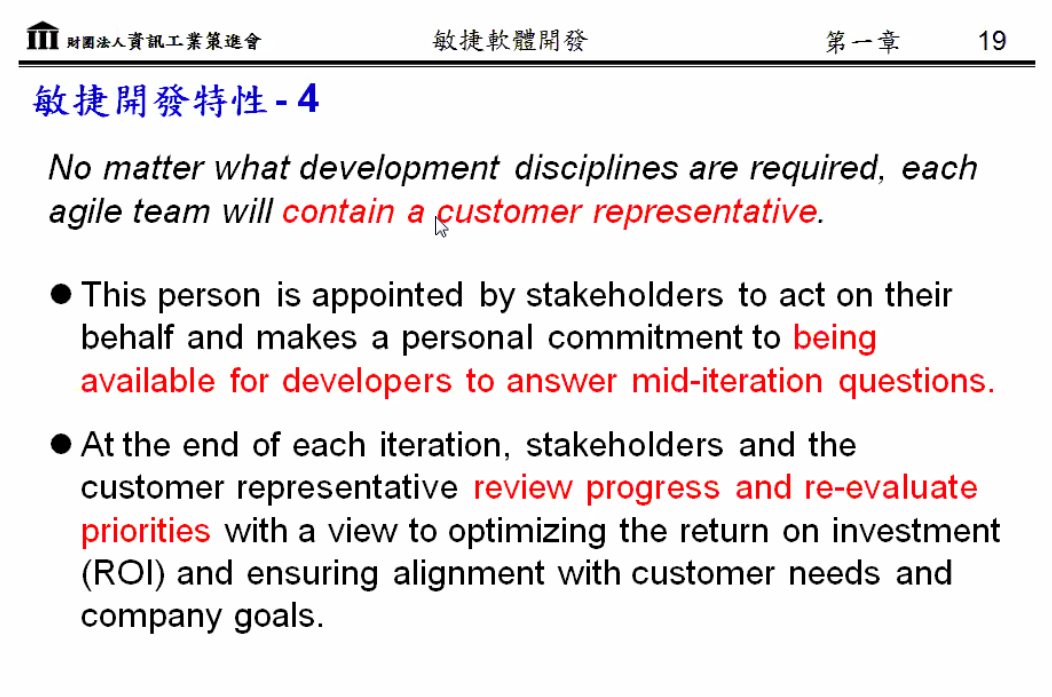 財團法人資訊工業策進會 敏捷軟體開發 第一章 19
敏捷開發特性 - 4
No matter what development disciplines are required, each
agile team will contain a customer representative.
● This person is appointed by stakeholders to act on their
behalf and makes a personal commitment to being
available for developers to answer mid-iteration questions.
● At the end of each iteration, stakeholders and the
customer representative review progress and re-evaluate
priorities with a view to optimizing the return on investment
(ROI) and ensuring alignment with customer needs and
company goals.